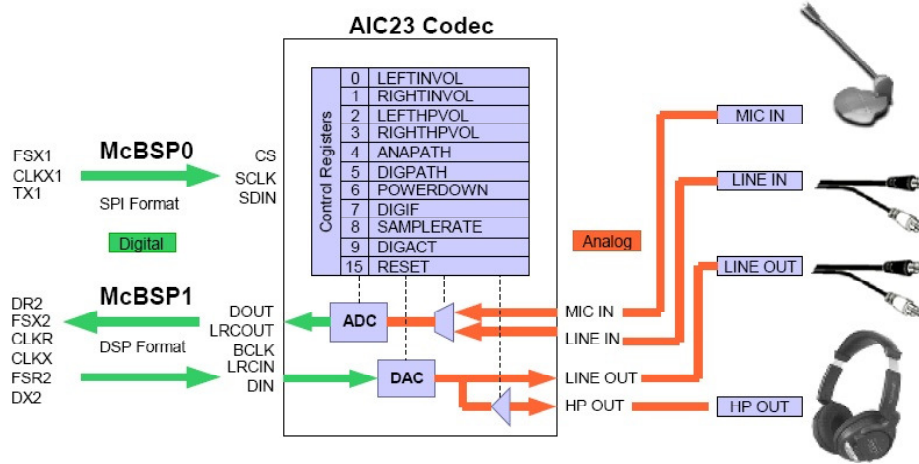 AIC23 Codec
Control Registers
0 LEFTINVOL
1 RIGHTINVOL
2 LEFTHPVOL
3 RIGHTHPVOL
4 ANAPATH
5 DIGPATH
6 POWERDOWN
7 DIGIF
8 SAMPLERATE
9 DIGACT
15 RESET
FSX1
CLKX1
TX1
McBSP0
SPI Format
CS
SCLK
SDIN
Digital
Analog
DR2
FSX2
CLKR
CLKX
FSR2
DX2
McBSP1
DSP Format
DOUT
LRCOUT
BCLK
LRCIN
DIN
ADC
DAC
MIC IN
LINE IN
LINE OUT
HP OUT
MIC IN
LINE IN
LINE OUT
HP OUT